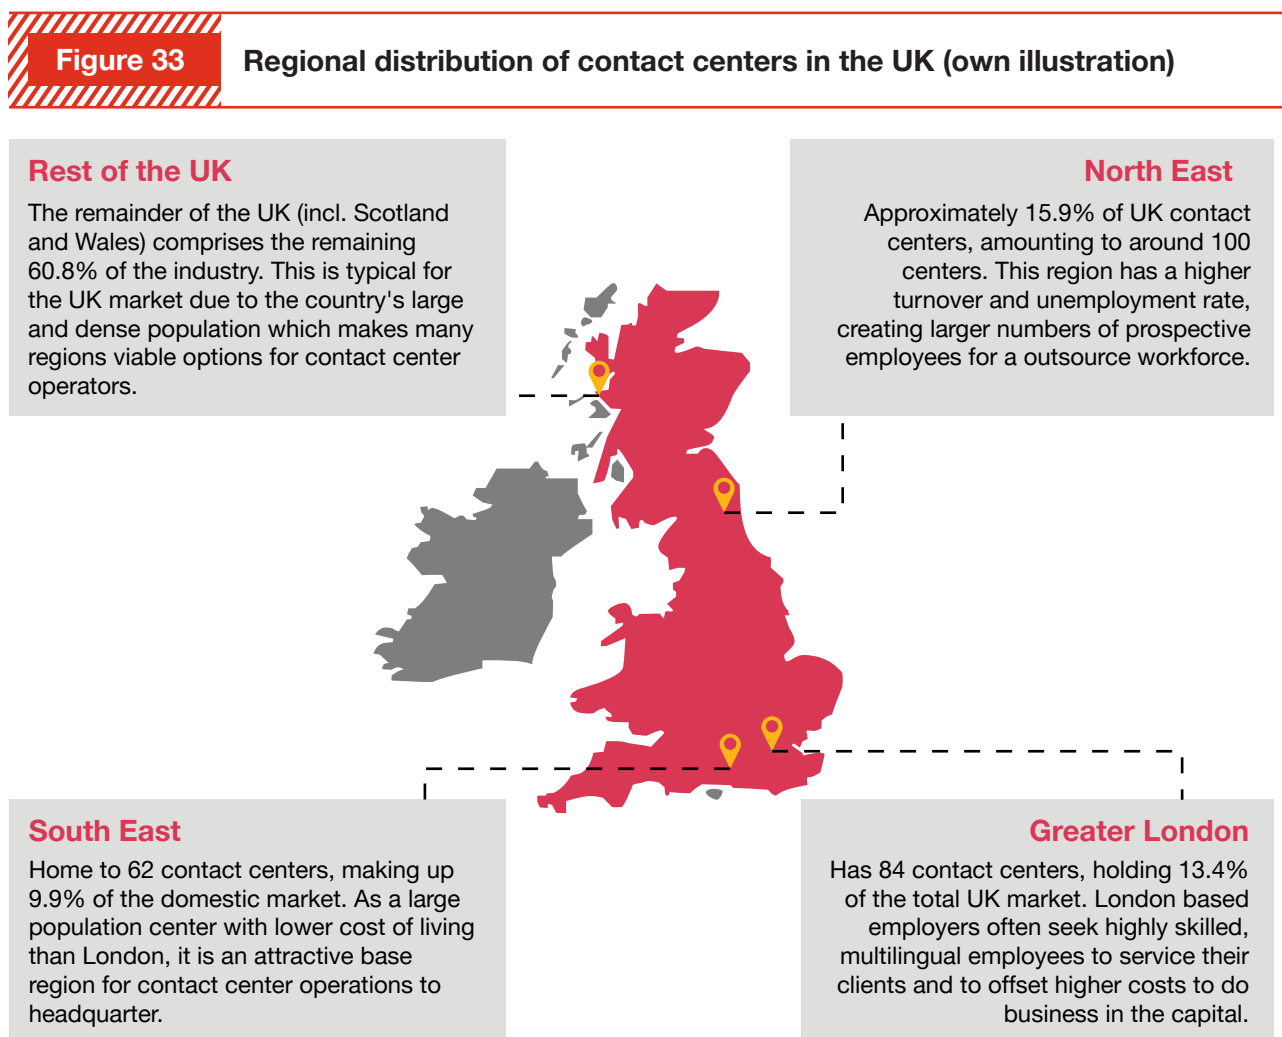 Figure 33
Regional distribution of contact centers in the UK (own illustration)
Rest of the UK
The remainder of the UK (incl. Scotland
and Wales) comprises the remaining
60.8% of the industry. This is typical for
the UK market due to the country's large
and dense population which makes many
regions viable options for contact center
operators.
North East
Approximately 15.9% of UK contact
centers, amounting to around 100
centers. This region has a higher
turnover and unemployment rate,
creating larger numbers of prospective
employees for a outsource workforce.
South East
Home to 62 contact centers, making up
9.9% of the domestic market. As a large
population center with lower cost of living
than London, it is an attractive base
region for contact center operations to
headquarter.
Greater London
Has 84 contact centers, holding 13.4%
of the total UK market. London based
employers often seek highly skilled,
multilingual employees to service their
clients and to offset higher costs to do
business in the capital.